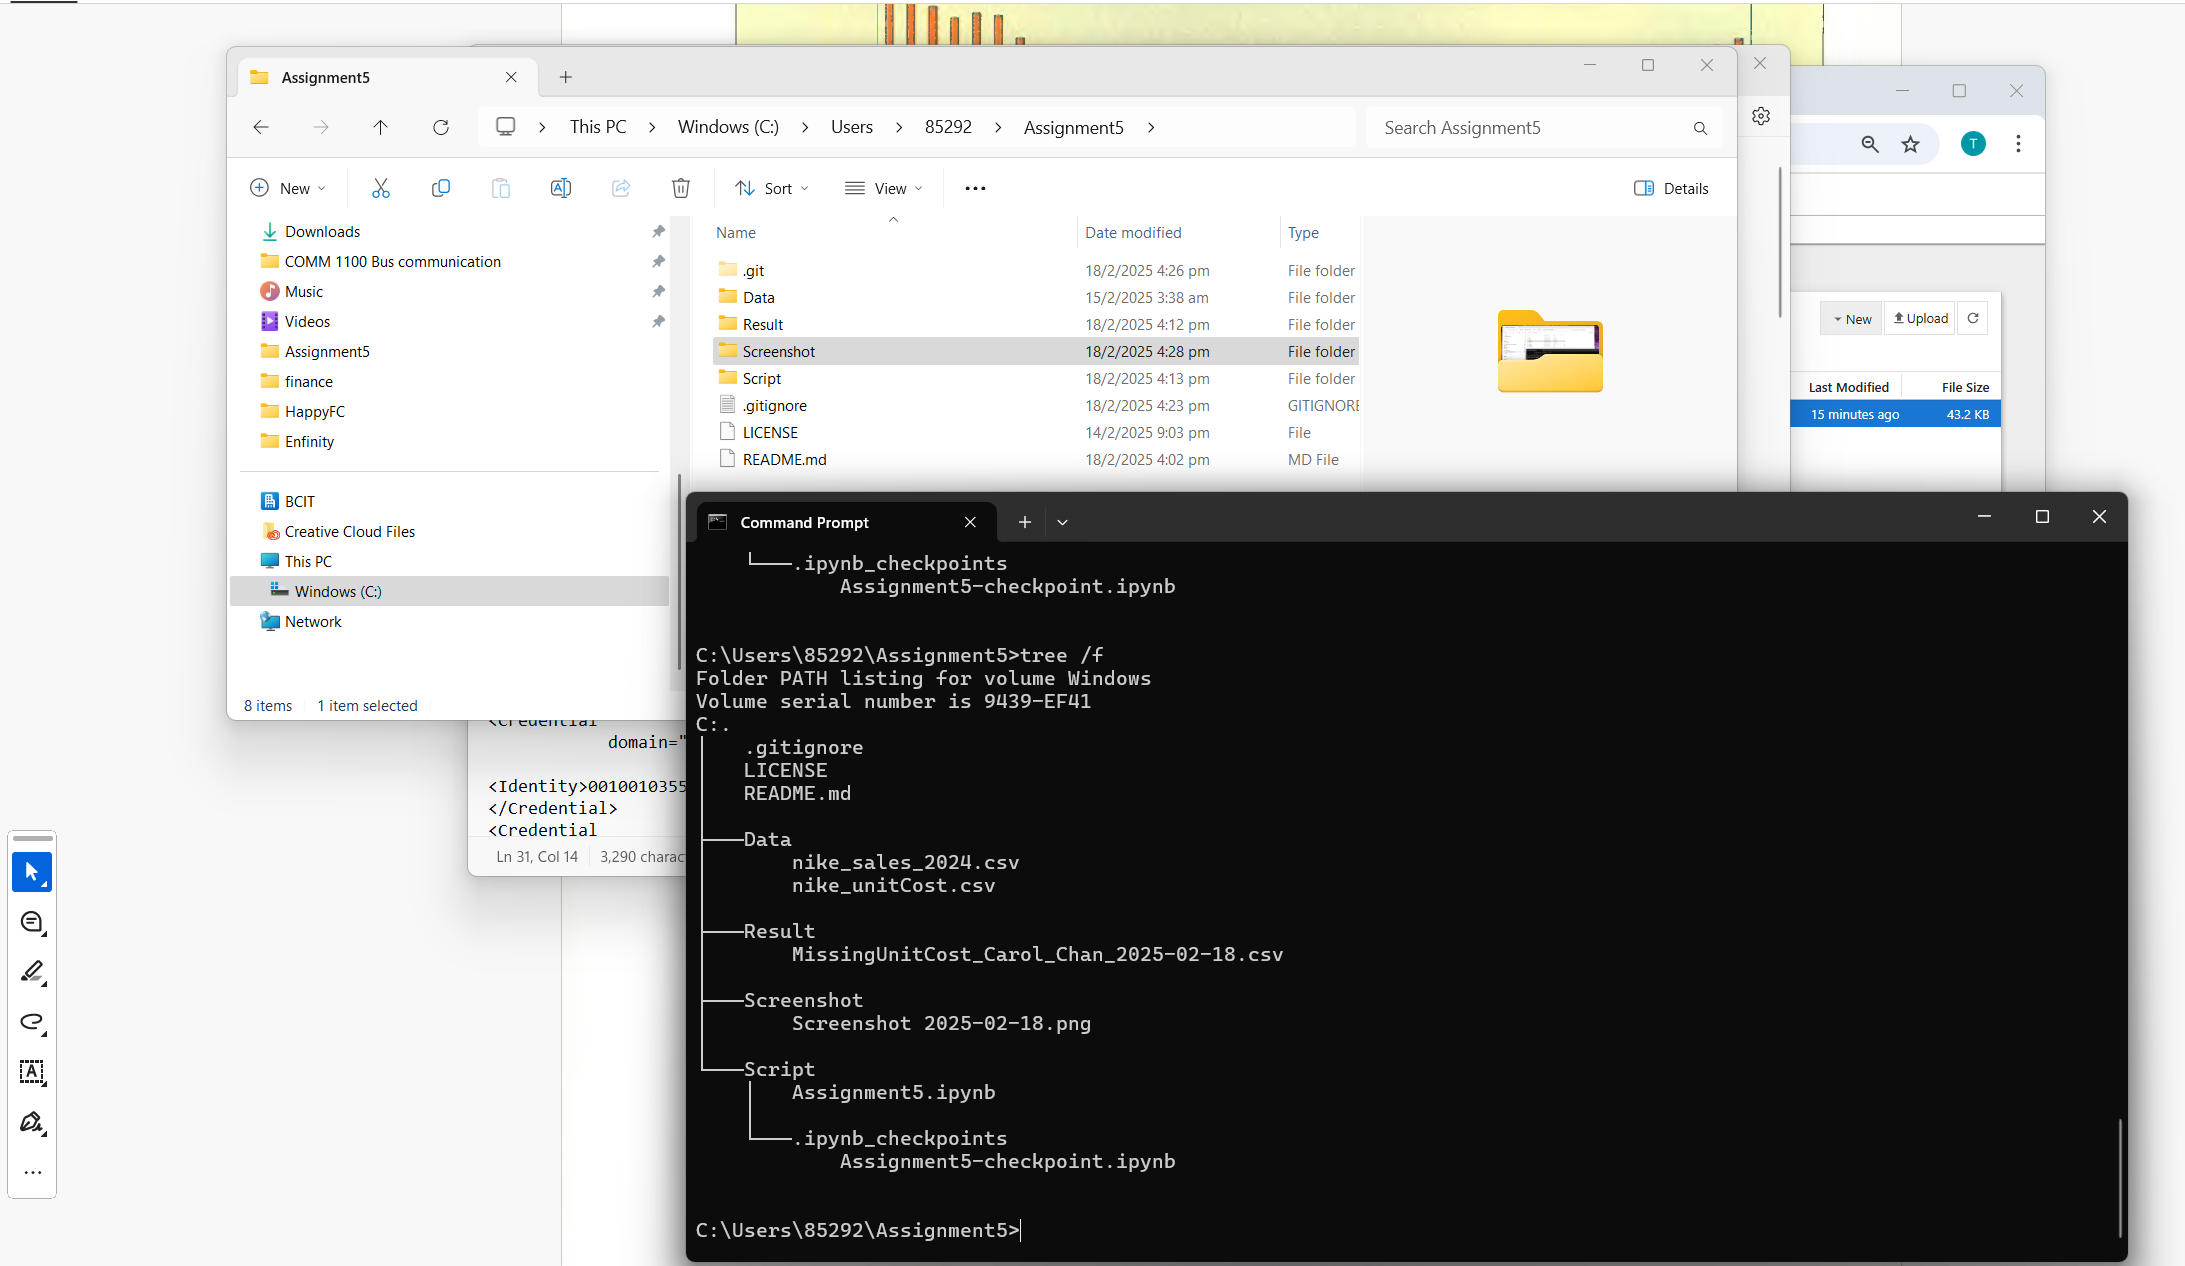 Assignment5
This PC
Windows (C:)
Users
85292
Assignment5
Search Assignment5
T
New
Sort
View
Details
Downloads
COMM 1100 Bus communication
Music
Videos
Assignment5
finance
HappyFC
Enfinity
BCIT
Creative Cloud Files
This PC
Windows (C:)
Network
8 items 1 item selected
Name Date modified Type
.git 18/2/2025 4:26 pm File folder
Data 15/2/2025 3:38 am File folder
Result 18/2/2025 4:12 pm File folder
Screenshot 18/2/2025 4:28 pm File folder
Script 18/2/2025 4:13 pm File folder
.gitignore 18/2/2025 4:23 pm GITIGNORE
LICENSE 14/2/2025 9:03 pm File
README.md 18/2/2025 4:02 pm MD File
New Upload
Last Modified File Size
15 minutes ago 43.2 KB
<Credential
domain="
<Identity>0010010355
</Credential>
<Credential
Ln 31, Col 14 3,290 charac
Command Prompt
.ipynb_checkpoints
Assignment5-checkpoint.ipynb
C:\Users\85292\Assignment5>tree /f
Folder PATH listing for volume Windows
Volume serial number is 9439-EF41
C:.
.gitignore
LICENSE
README.md
Data
nike_sales_2024.csv
nike_unitCost.csv
Result
MissingUnitCost_Carol_Chan_2025-02-18.csv
Screenshot
Screenshot 2025-02-18.png
Script
Assignment5.ipynb
.ipynb_checkpoints
Assignment5-checkpoint.ipynb
C:\Users\85292\Assignment5>